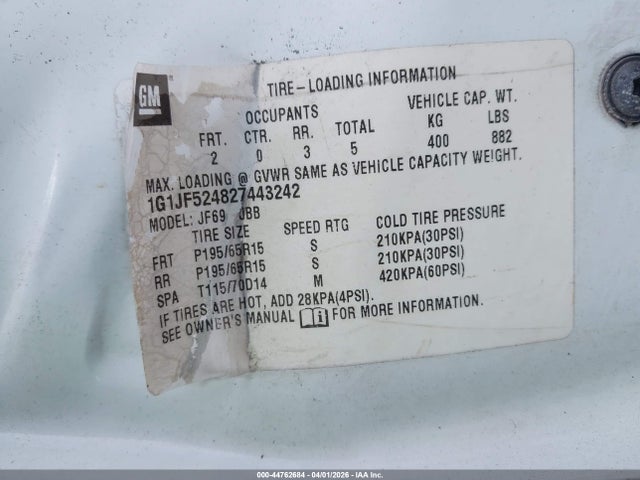 GM
TIRE-LOADING INFORMATION
OCCUPANTS VEHICLE CAP. WT.
FRT. CTR. RR. TOTAL KG LBS
2 0 3 5 400 882
MAX. LOADING @ GVWR SAME AS VEHICLE CAPACITY WEIGHT.
1G1JF524827443242
MODEL: JF69 JBB
TIRE SIZE SPEED RTG COLD TIRE PRESSURE
FRT P195/65R15 S 210KPA(30PSI)
RR P195/65R15 S 210KPA(30PSI)
SPA T115/70D14 M 420KPA(60PSI)
IF TIRES ARE HOT, ADD 28KPA(4PSI).
SEE OWNER'S MANUAL FOR MORE INFORMATION.
000-44762684 | 04/01/2026 | IAA Inc.